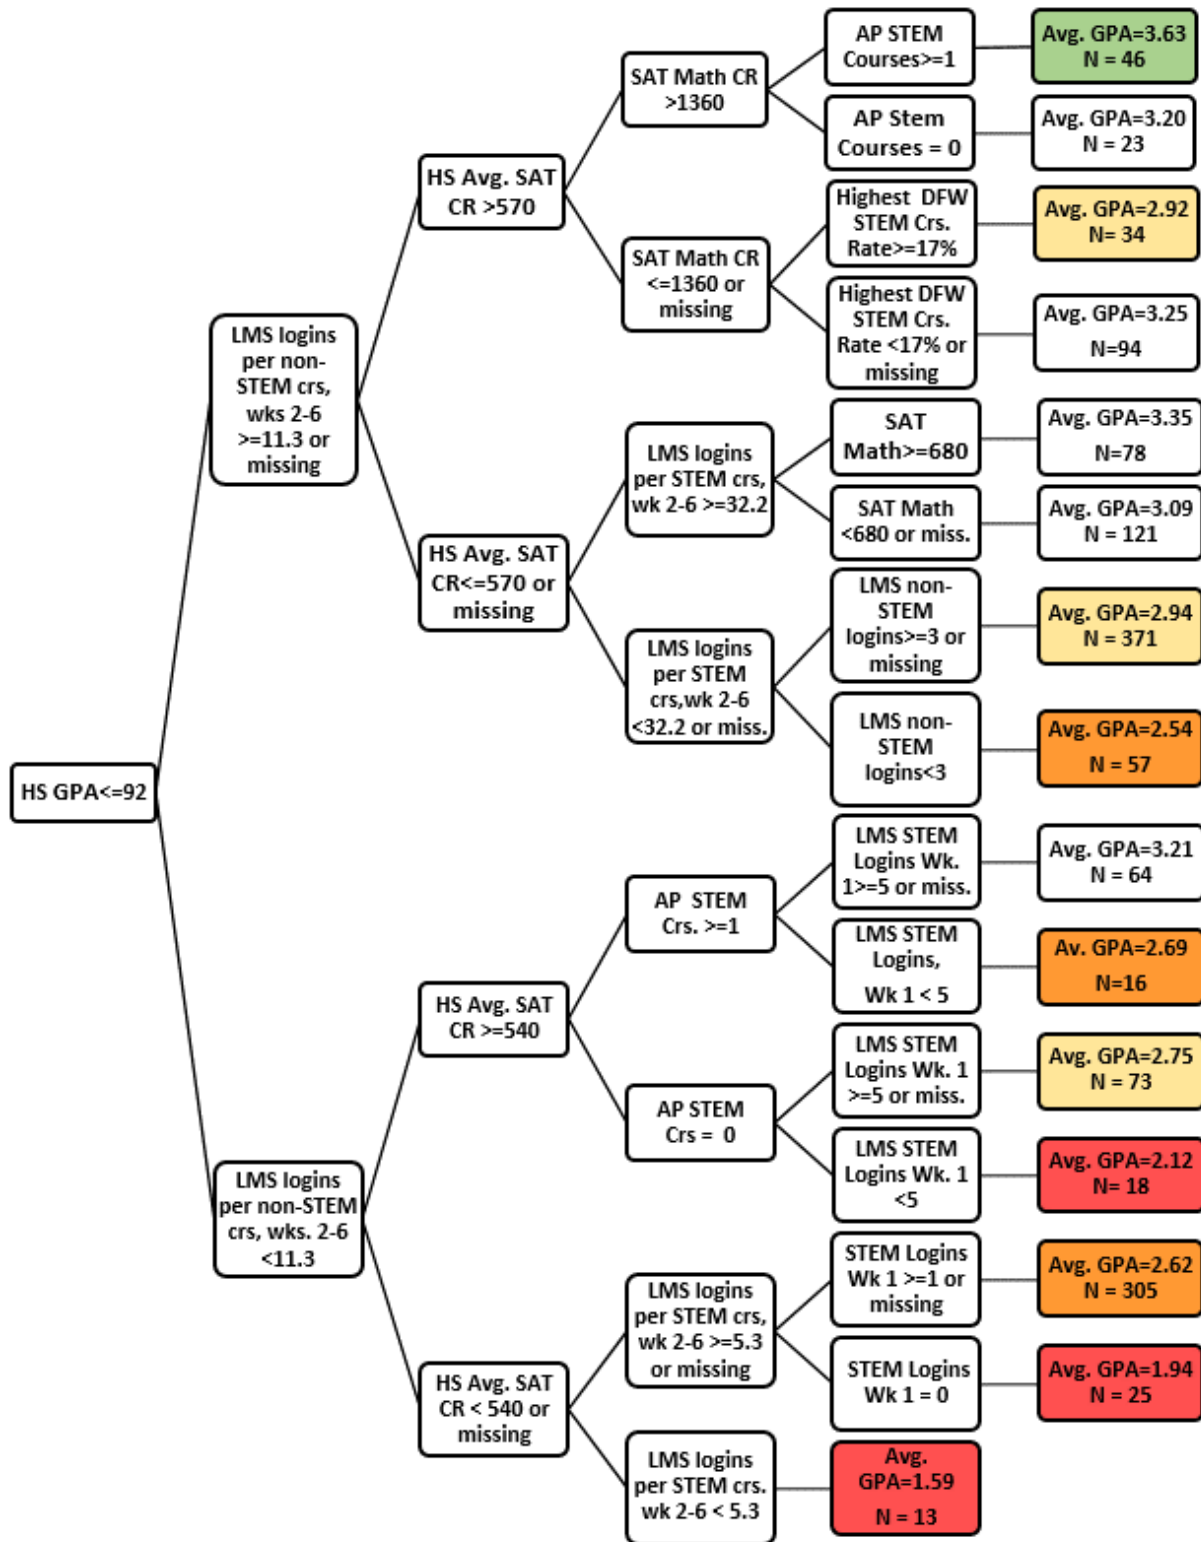 HS GPA<=92
LMS logins
per non-
STEM crs,
wks 2-6
>=11.3 or
missing
LMS logins
per non-STEM
crs, wks. 2-6
<11.3
HS Avg. SAT
CR >570
HS Avg. SAT
CR<=570 or
missing
HS Avg. SAT
CR >=540
HS Avg. SAT
CR < 540 or
missing
SAT Math CR
>1360
SAT Math CR
<=1360 or
missing
LMS logins
per STEM crs,
wk 2-6 >=32.2
LMS logins
per STEM
crs,wk 2-6
<32.2 or miss.
AP  STEM
Crs. >=1
AP STEM
Crs =  0
LMS logins
per STEM crs,
wk 2-6 >=5.3
or missing
LMS logins
per STEM crs.
wk 2-6 < 5.3
AP STEM
Courses>=1
AP Stem
Courses = 0
Highest  DFW
STEM Crs.
Rate>=17%
Highest DFW
STEM Crs.
Rate <17% or
missing
SAT
Math>=680
SAT Math
<680 or miss.
LMS non-
STEM
logins>=3 or
missing
LMS non-
STEM
logins<3
LMS STEM
Logins Wk.
1>=5 or miss.
LMS STEM
Logins,
Wk 1 < 5
LMS STEM
Logins Wk. 1
>=5 or miss.
LMS STEM
Logins Wk. 1
<5
STEM Logins
Wk 1 >=1 or
missing
STEM Logins
Wk 1 = 0
Avg.
GPA=1.59
N = 13
Avg. GPA=3.63
N = 46
Avg. GPA=3.20
N = 23
Avg. GPA=2.92
N= 34
Avg. GPA=3.25
N=94
Avg. GPA=3.35
N=78
Avg. GPA=3.09
N = 121
Avg. GPA=2.94
N = 371
Avg. GPA=2.54
N = 57
Avg. GPA=3.21
N = 64
Av. GPA=2.69
N=16
Avg. GPA=2.75
N = 73
Avg. GPA=2.12
N= 18
Avg. GPA=2.62
N = 305
Avg. GPA=1.94
N = 25